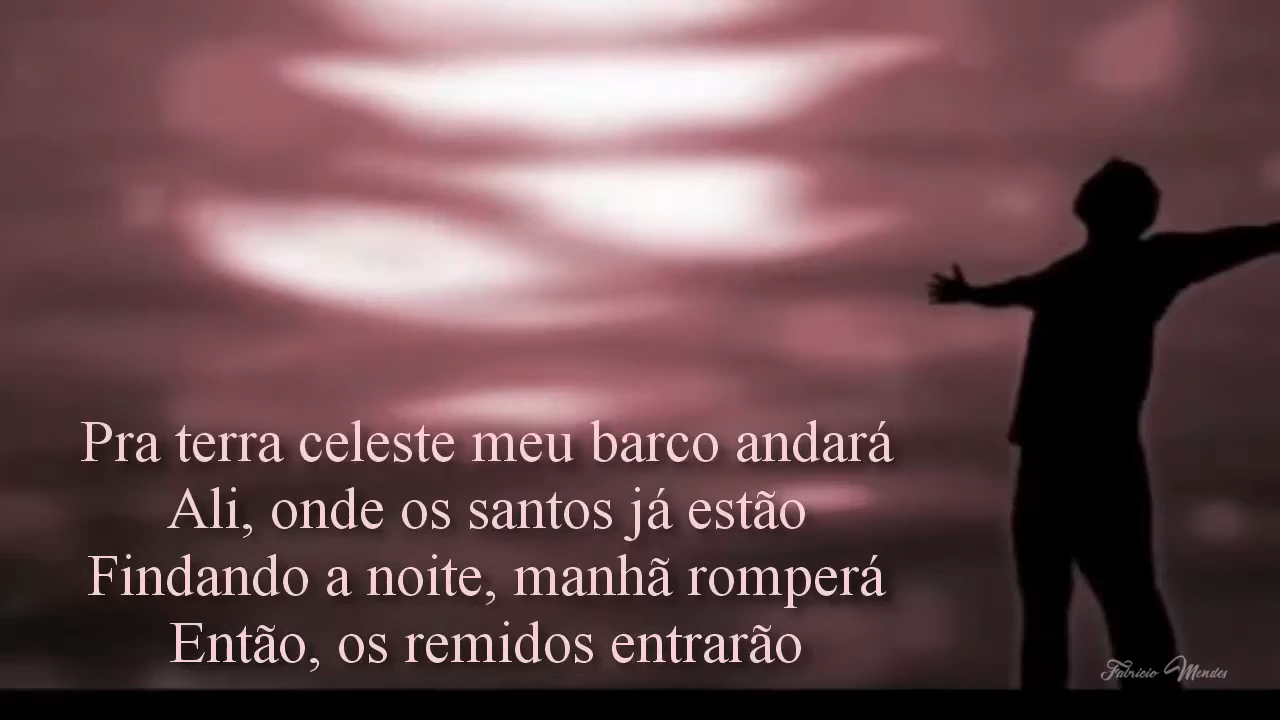 Pra terra celeste meu barco andará
Ali, onde os santos já estão
Findando a noite, manhã romperá
Então, os remidos entrarão
Fabricio Mendes